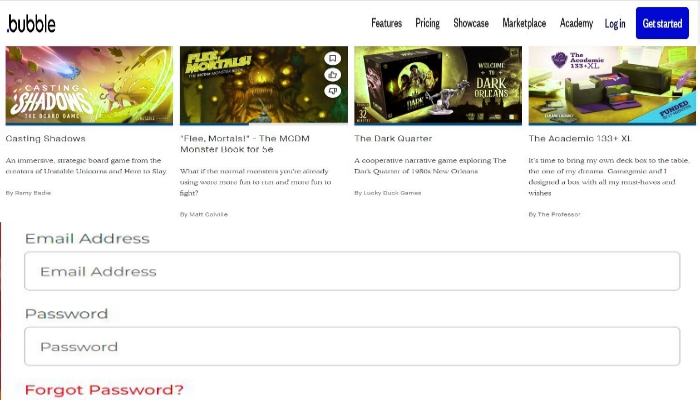 .bubble
Features Pricing Showcase Marketplace Academy Log in Get started
CASTING SHADOWS
THE BOARD GAME
FLEE, MORTALS!
THE MCDM MONSTER BOOK
WELCOME TO DARK ORLEANS
DARK
32
The Academic 133+XL
FUNDED
Casting Shadows
An immersive, strategic board game from the
creators of Unstable Unicorns and Here to Slay
By Ramy Badie
"Flee, Mortals!" - The MCDM
Monster Book for 5e
What if the normal monsters you're already
using were more fun to run and more fun to
fight?
By Matt Colville
The Dark Quarter
A cooperative narrative game exploring The
Dark Quarter of 1980s New Orleans
By Lucky Duck Games
The Academic 133+ XL
It's time to bring my own deck box to the table,
the one of my dreams. Gamegenic and I
designed a box with all my must-haves and
wishes
By The Professor
Email Address
Email Address
Password
Password
Forgot Password?